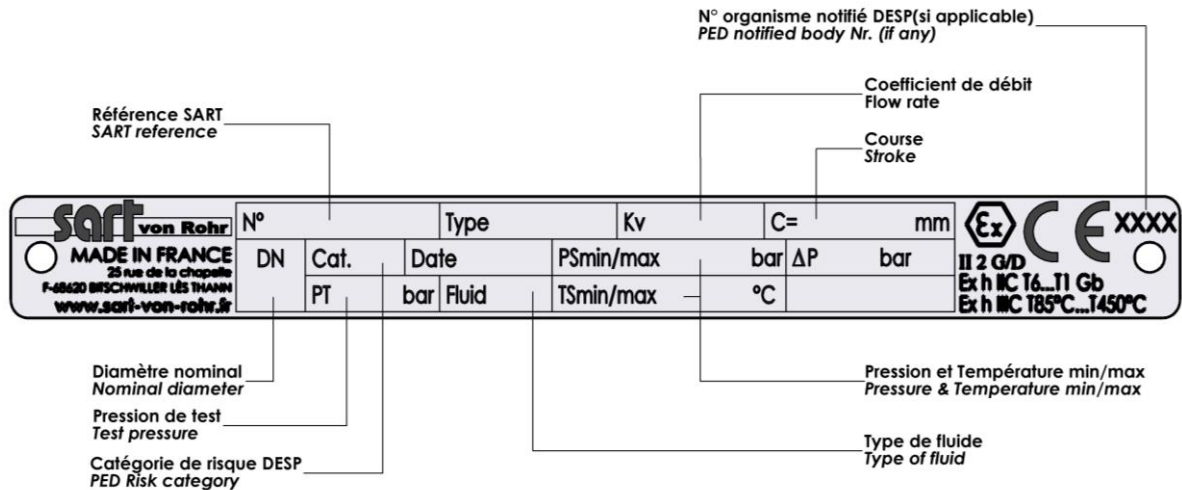 N° organisme notifié DESP(si applicable)
PED notified body Nr. (if any)
Coefficient de débit
Flow rate
Référence SART
SART reference
Course
Stroke
sart von Rohr
MADE IN FRANCE
25 rue de la chapelle
F-68620 BITSCHWILLER LÈS THANN
www.sart-von-rohr.fr
N° Type Kv C= mm
DN Cat. Date PSmin/max bar ΔP bar
PT bar Fluid TSmin/max °C
Ex CE XXXX
II 2 G/D
Ex h IIC T6...T1 Gb
Ex h IIIC T85°C...T450°C
Diamètre nominal
Nominal diameter
Pression et Température min/max
Pressure & Temperature min/max
Pression de test
Test pressure
Type de fluide
Type of fluid
Catégorie de risque DESP
PED Risk category